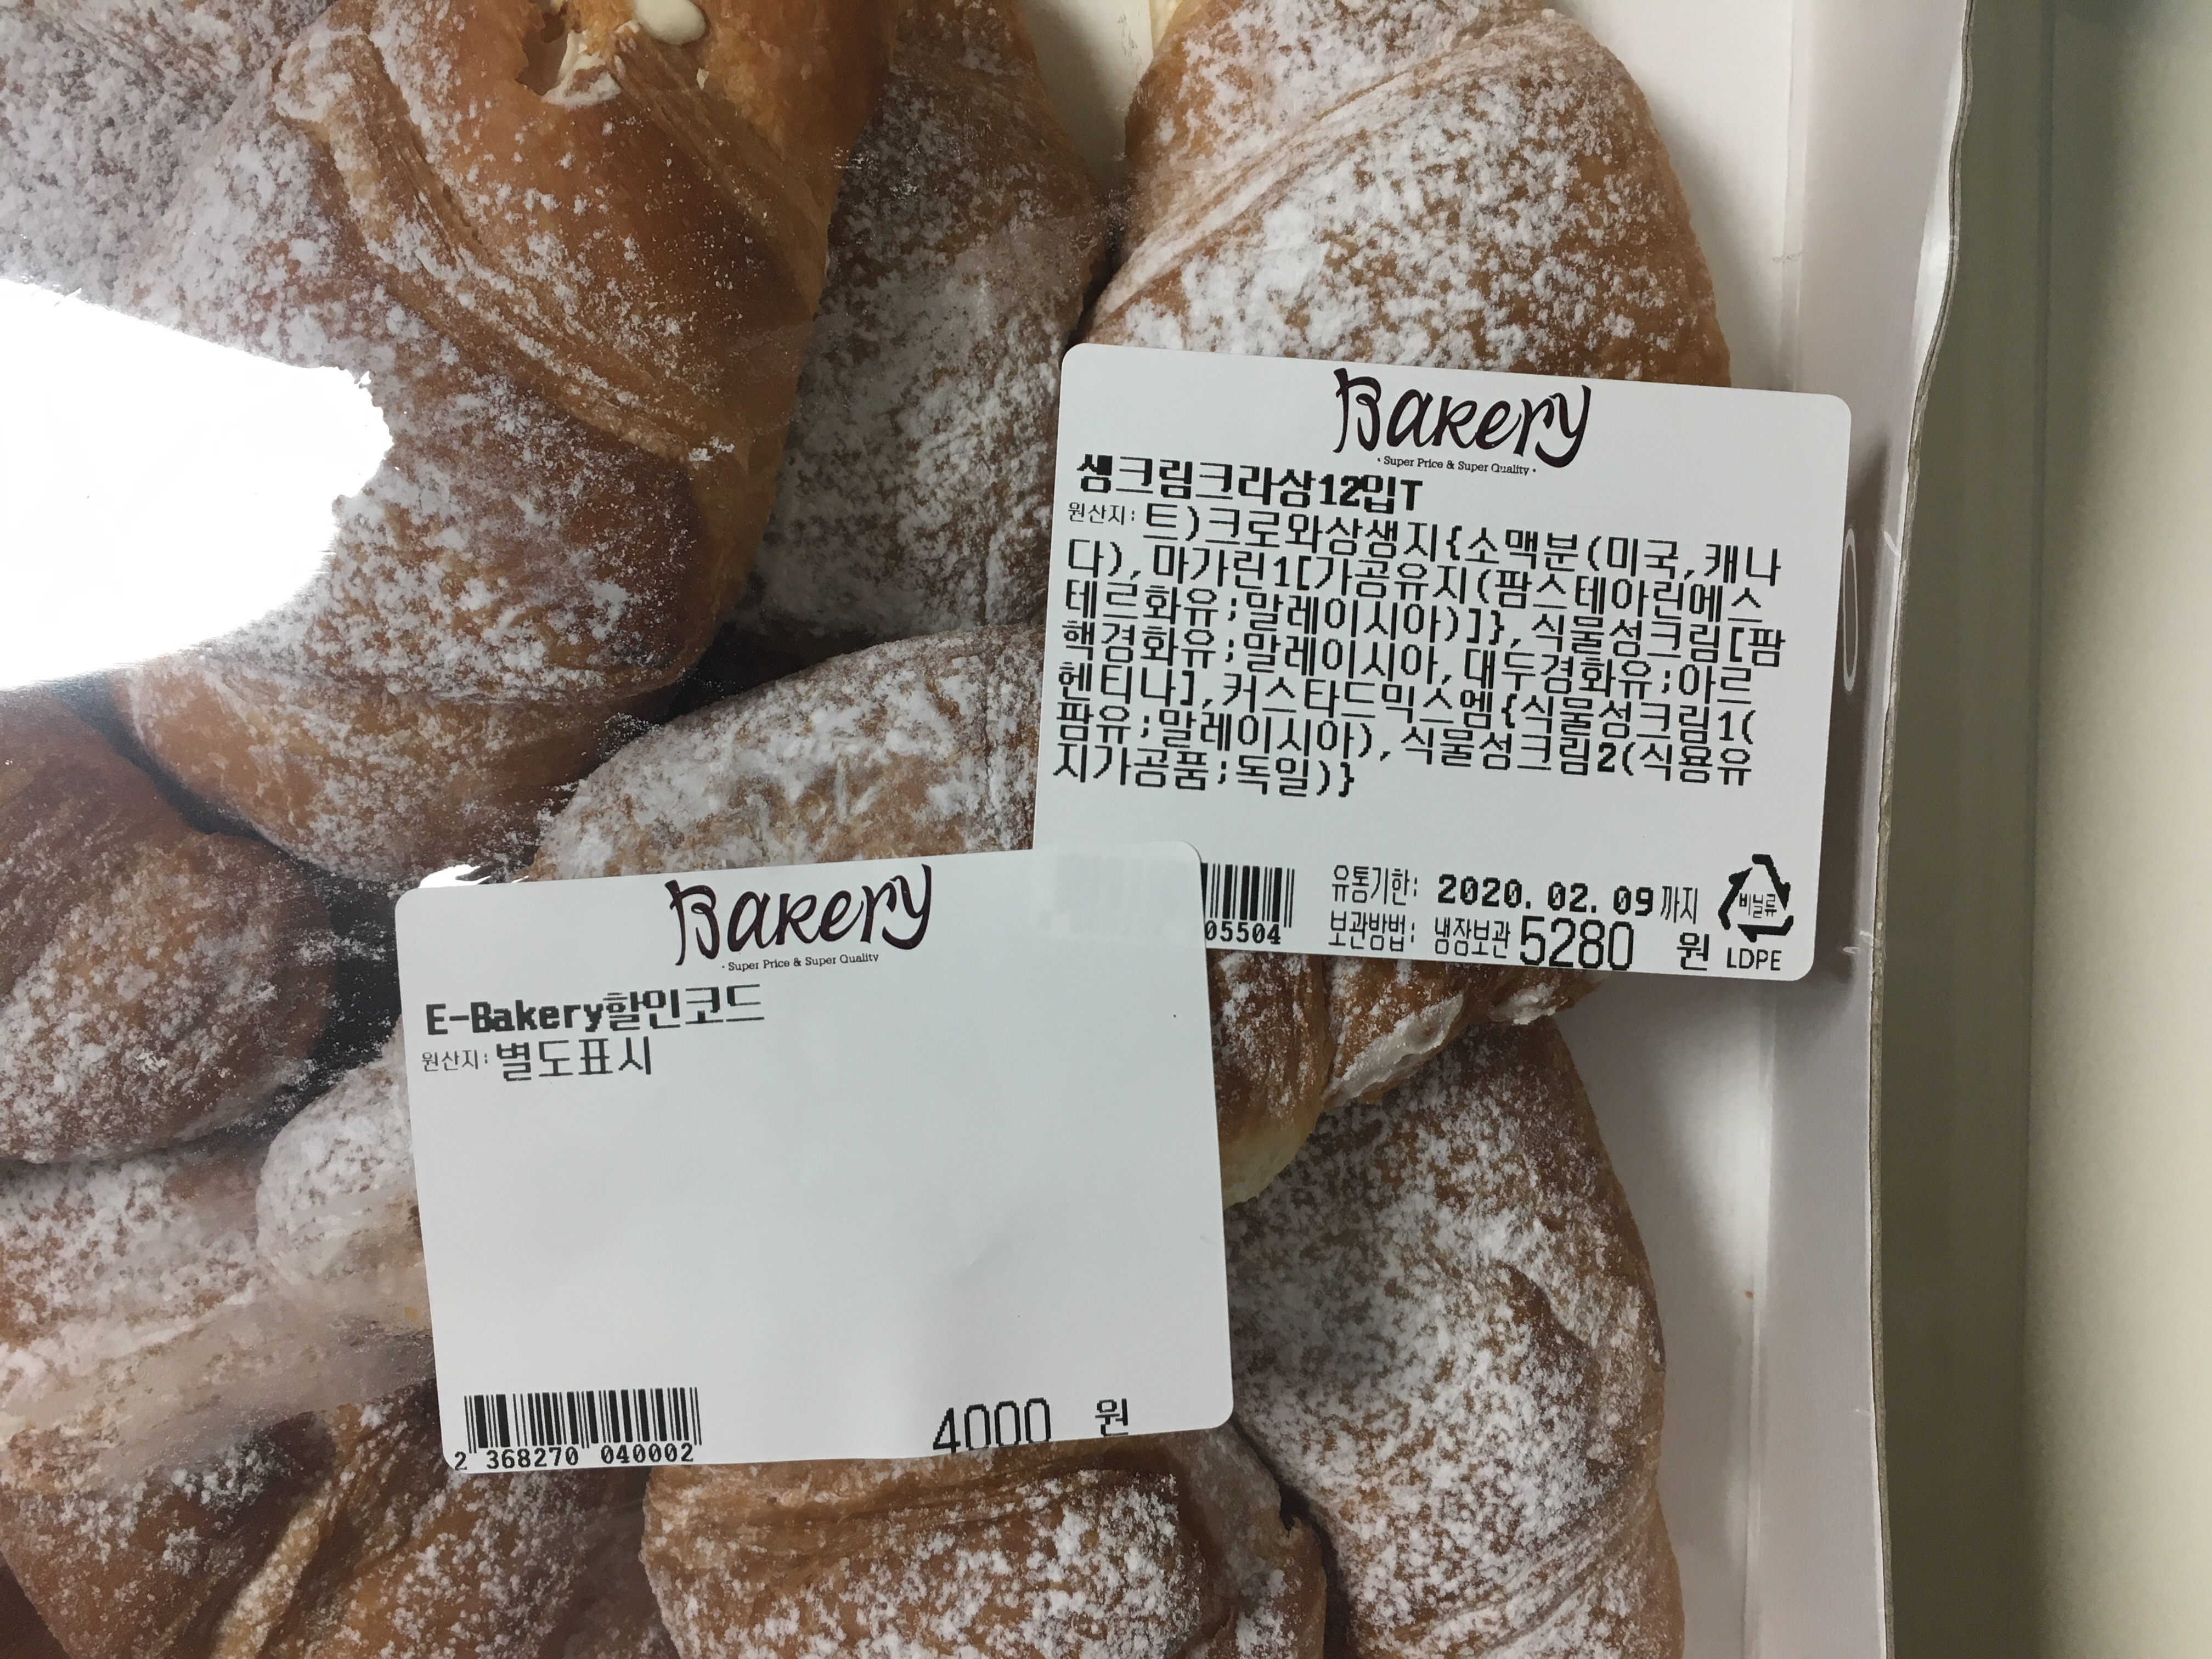 Bakery
· Super Price & Super Quality ·
생크림크라상12입T
원산지: 트)크로와상생지{소맥분(미국,캐나
다),마가린1[가공유지(팜스테아린에스
테르화유;말레이시아)]},식물성크림[팜
핵경화유;말레이시아,대두경화유;아르
헨티나],커스타드믹스엠{식물성크림1(
팜유;말레이시아),식물성크림2(식용유
지가공품;독일)}
유통기한: 2020. 02. 09 까지
비닐류
05504
보관방법: 냉장보관 5280 원
LDPE
Bakery
· Super Price & Super Quality
E-Bakery할인코드
원산지: 별도표시
4000 원
2 368270 040002